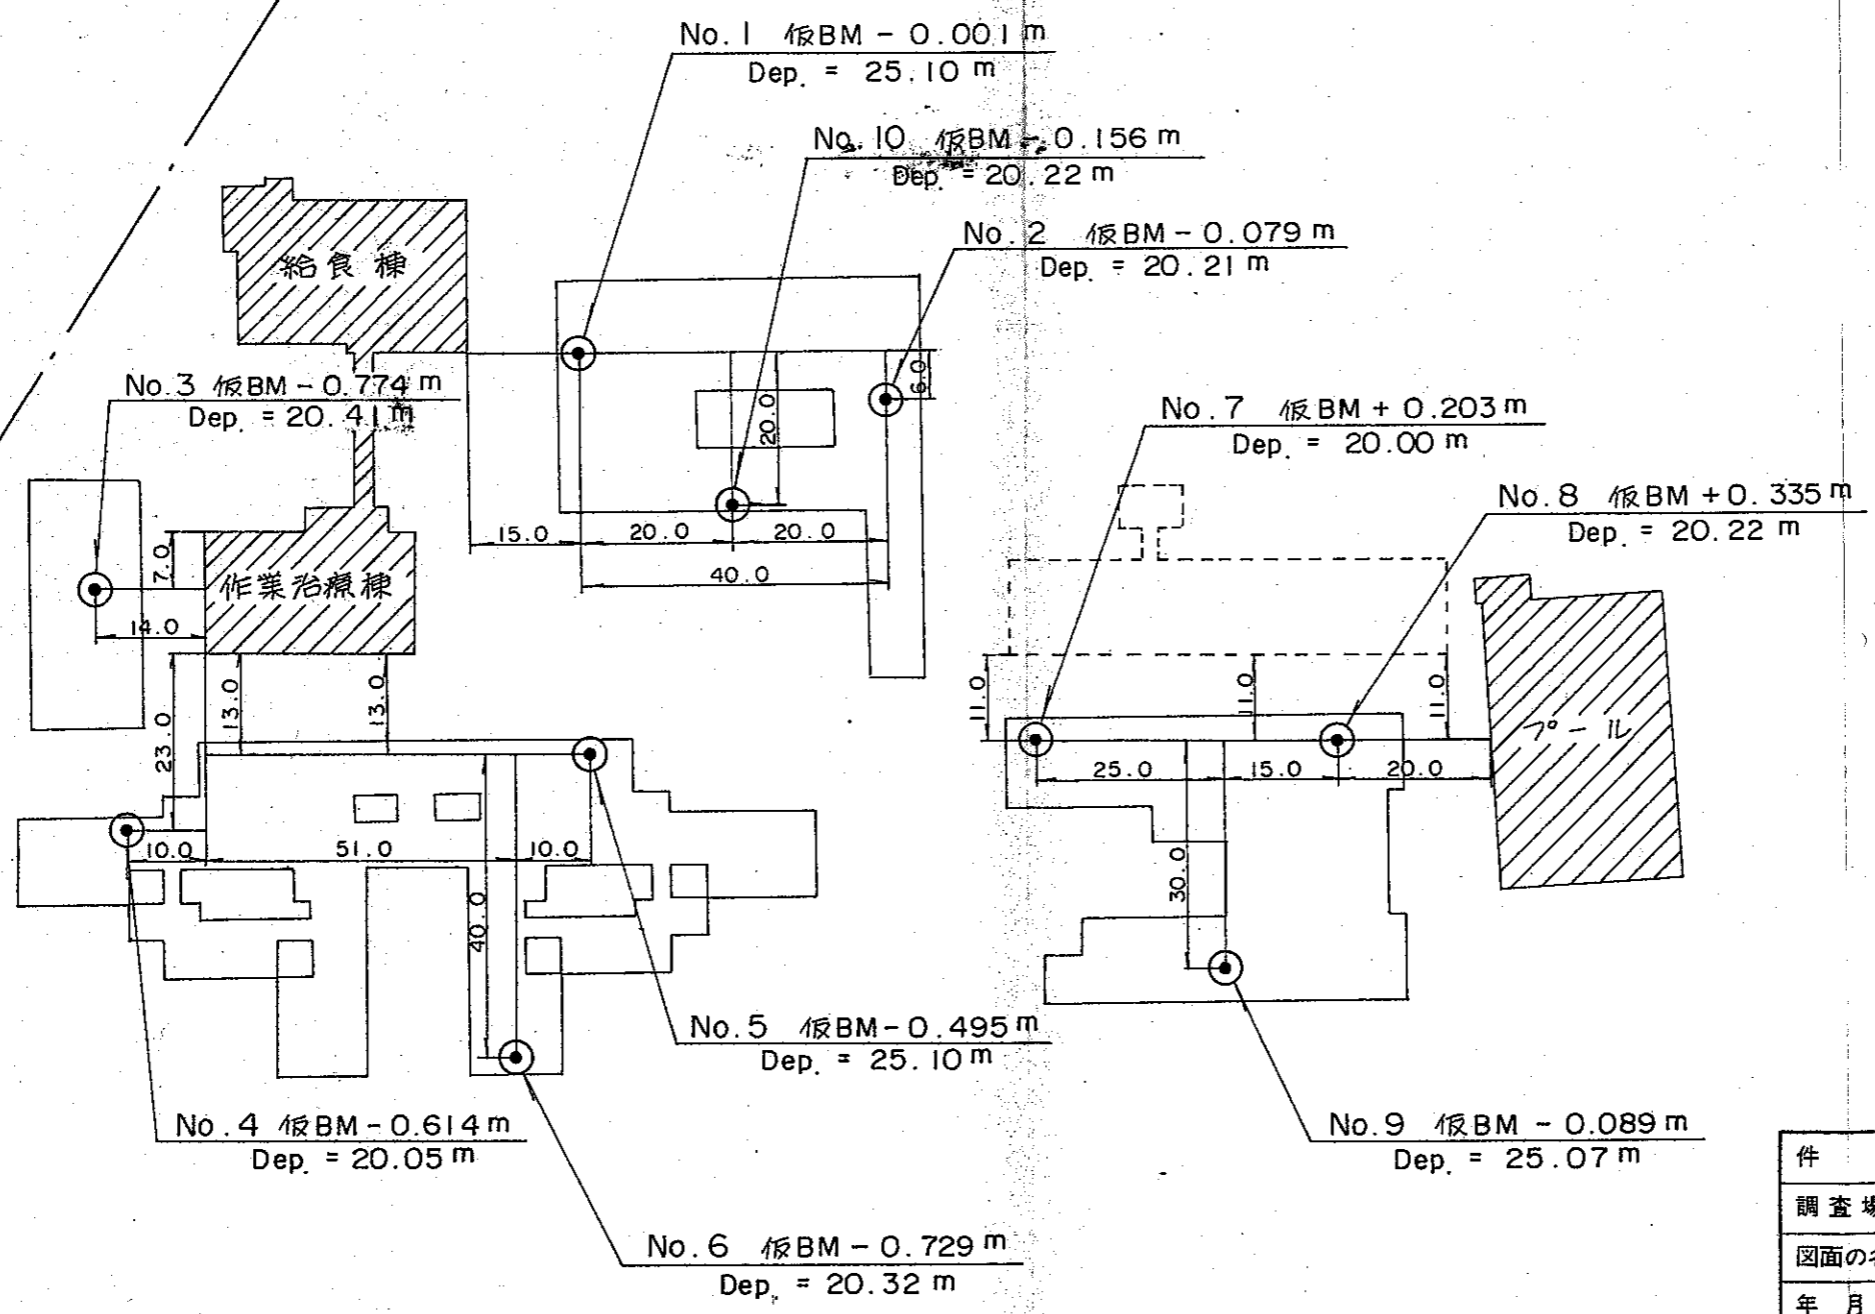 No.1 仮BM - 0.001 m
Dep. = 25.10 m
No.10 仮BM - 0.156 m
Dep. = 20.22 m
No.2 仮BM - 0.079 m
Dep. = 20.21 m
給食棟
No.3 仮BM - 0.774 m
Dep. = 20.41 m
6.0
20.0
No.7 仮BM + 0.203 m
Dep. = 20.00 m
No.8 仮BM + 0.335 m
Dep. = 20.22 m
15.0
20.0
20.0
40.0
7.0
作業治療棟
14.0
13.0
13.0
23.0
11.0
11.0
11.0
プール
25.0
15.0
20.0
10.0
51.0
10.0
40.0
30.0
No.5 仮BM - 0.495 m
Dep. = 25.10 m
No.4 仮BM - 0.614 m
Dep. = 20.05 m
No.9 仮BM - 0.089 m
Dep. = 25.07 m
No.6 仮BM - 0.729 m
Dep. = 20.32 m
件
調査場
図面の
年 月